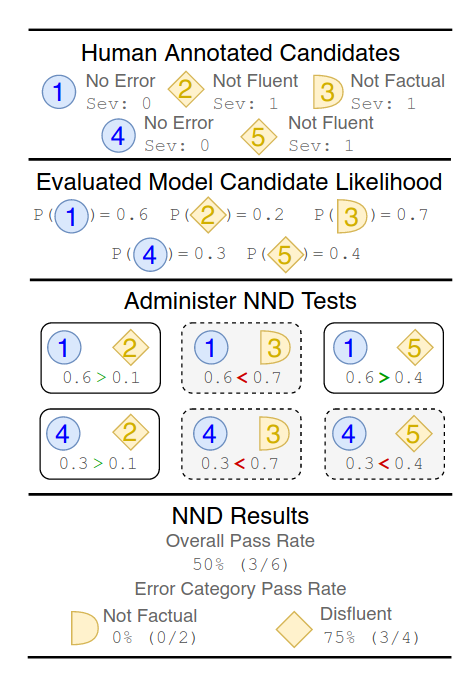 Human Annotated Candidates
1 No Error 2 Not Fluent 3 Not Factual
Sev: 0 Sev: 1 Sev: 1
4 No Error 5 Not Fluent
Sev: 0 Sev: 1
Evaluated Model Candidate Likelihood
P(1)=0.6 P(2)=0.2 P(3)=0.7
P(4)=0.3 P(5)=0.4
Administer NND Tests
1 2 1 3 1 5
0.6>0.1 0.6<0.7 0.6>0.4
4 2 4 3 4 5
0.3>0.1 0.3<0.7 0.3<0.4
NND Results
Overall Pass Rate
50% (3/6)
Error Category Pass Rate
Not Factual Disfluent
0% (0/2) 75% (3/4)